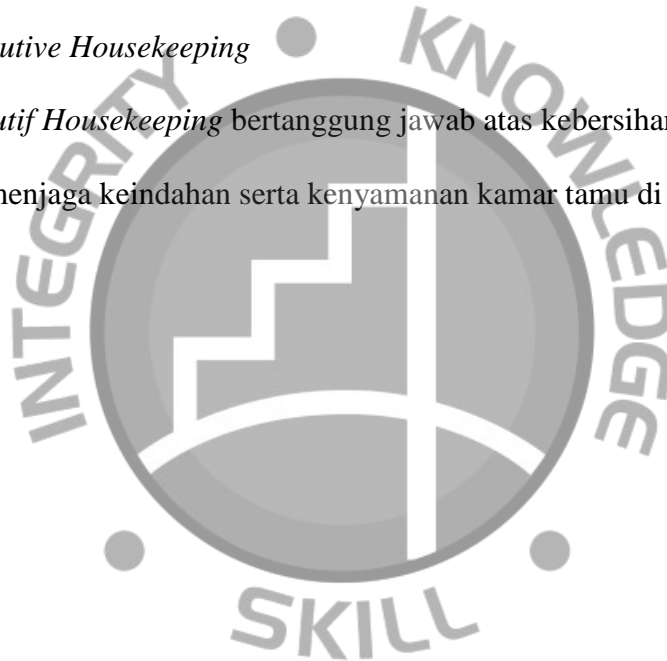 utive Housekeeping
utif Housekeeping bertanggung jawab atas kebersihan
menjaga keindahan serta kenyamanan kamar tamu di
INTEGRITY
KNOWLEDGE
SKILL